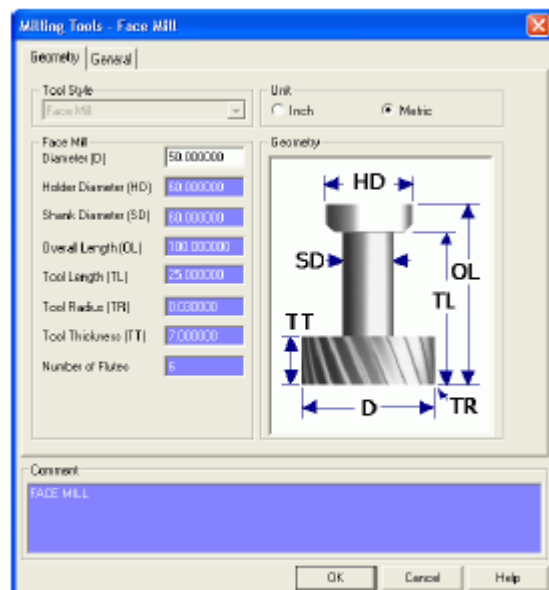 Milling Tools - Face Mill
Geometry General
Tool Style
Face Mill
Unit
Inch Metric
Face Mill
Diameter (D) 50.000000
Holder Diameter (HD) 60.000000
Shank Diameter (SD) 60.000000
Overall Length (OL) 100.000000
Tool Length (TL) 25.000000
Tool Radius (TR) 0.030000
Tool Thickness (TT) 7.000000
Number of Flutes 6
Geometry
HD
SD
OL
TL
TT
D
TR
Comment
FACE MILL
OK Cancel Help